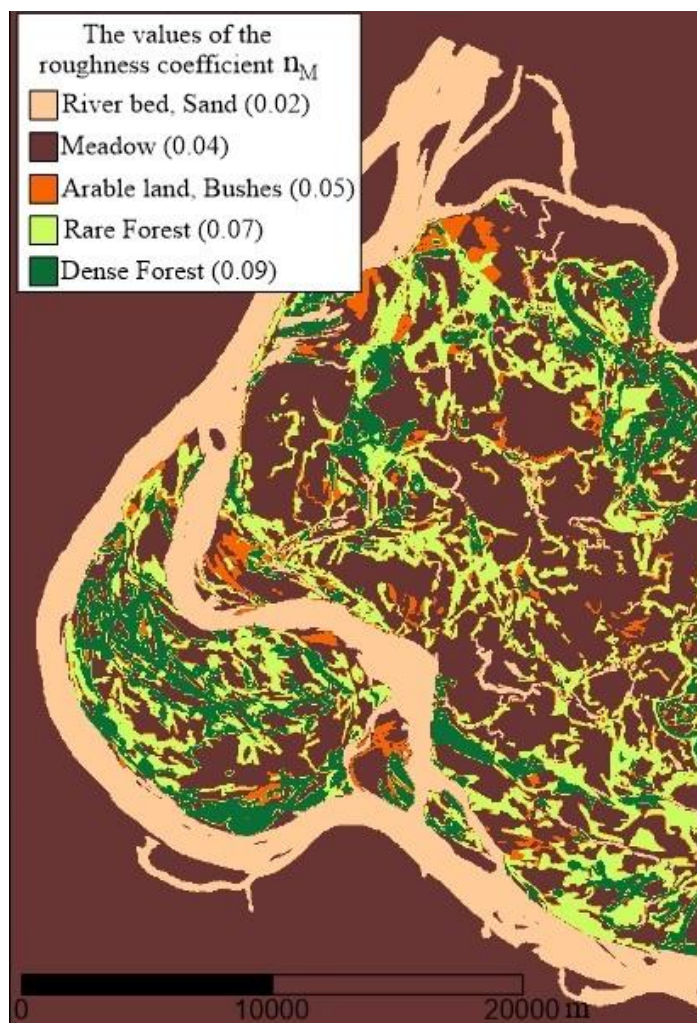 The values of the
roughness coefficient n_M
River bed, Sand (0.02)
Meadow (0.04)
Arable land, Bushes (0.05)
Rare Forest (0.07)
Dense Forest (0.09)
0 10000 20000 m